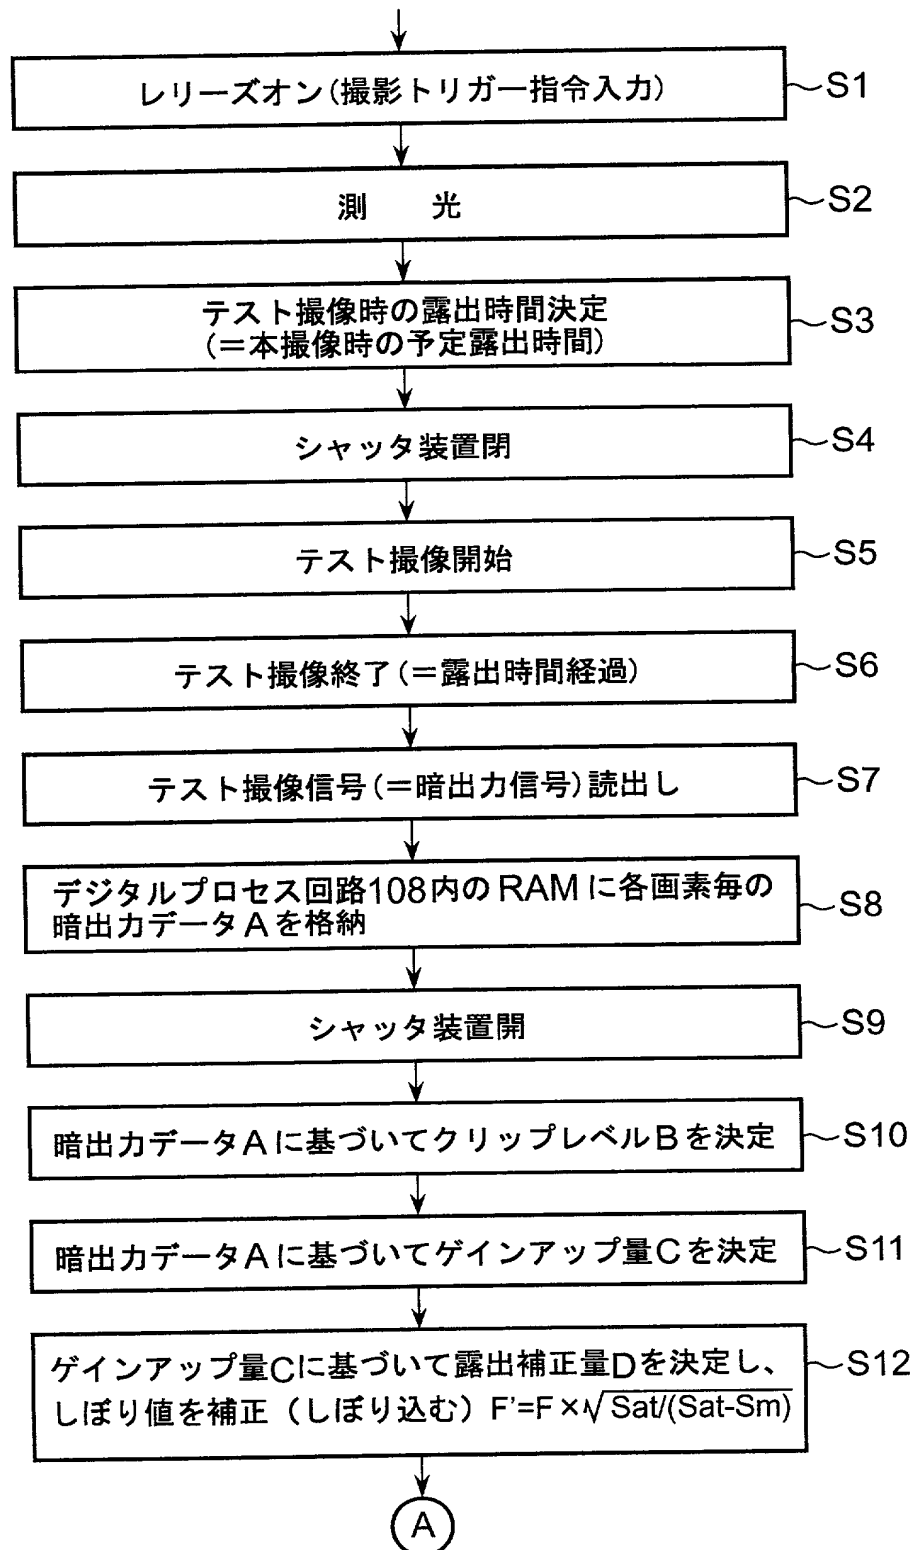 レリーズオン(撮影トリガー指令入力)
S1
測　　光
S2
テスト撮像時の露出時間決定
(＝本撮像時の予定露出時間)
S3
シャッタ装置閉
S4
テスト撮像開始
S5
テスト撮像終了(＝露出時間経過)
S6
テスト撮像信号(＝暗出力信号)読出し
S7
デジタルプロセス回路108内のRAMに各画素毎の
暗出力データAを格納
S8
シャッタ装置開
S9
暗出力データAに基づいてクリップレベルBを決定
S10
暗出力データAに基づいてゲインアップ量Cを決定
S11
ゲインアップ量Cに基づいて露出補正量Dを決定し、
しぼり値を補正（しぼり込む）F'=F×√Sat/(Sat-Sm)
S12
A